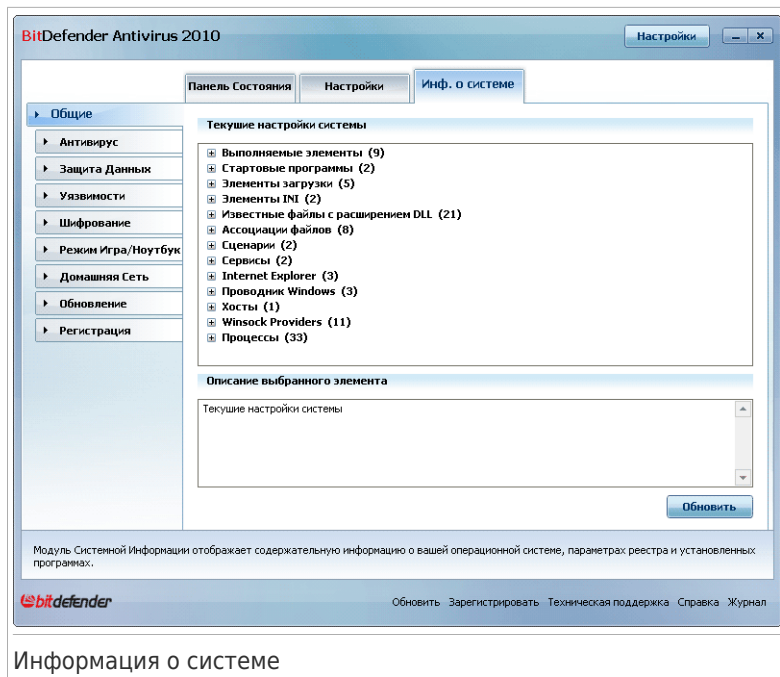 BitDefender Antivirus 2010
Настройки
Панель Состояния
Настройки
Инф. о системе
Общие
Антивирус
Защита Данных
Уязвимости
Шифрование
Режим Игра/Ноутбук
Домашняя Сеть
Обновление
Регистрация
Текушие настройки системы
Выполняемые элементы (9)
Стартовые программы (2)
Элементы загрузки (5)
Элементы INI (2)
Известные файлы с расширением DLL (21)
Ассоциации файлов (8)
Сценарии (2)
Сервисы (2)
Internet Explorer (3)
Проводник Windows (3)
Хосты (1)
Winsock Providers (11)
Процессы (33)
Описание выбранного элемента
Текушие настройки системы
Обновить
Модуль Системной Информации отображает содержательную информацию о вашей операционной системе, параметрах реестра и установленных
программах.
bitdefender
Обновить Зарегистрировать Техническая поддержка Справка Журнал
Информация о системе